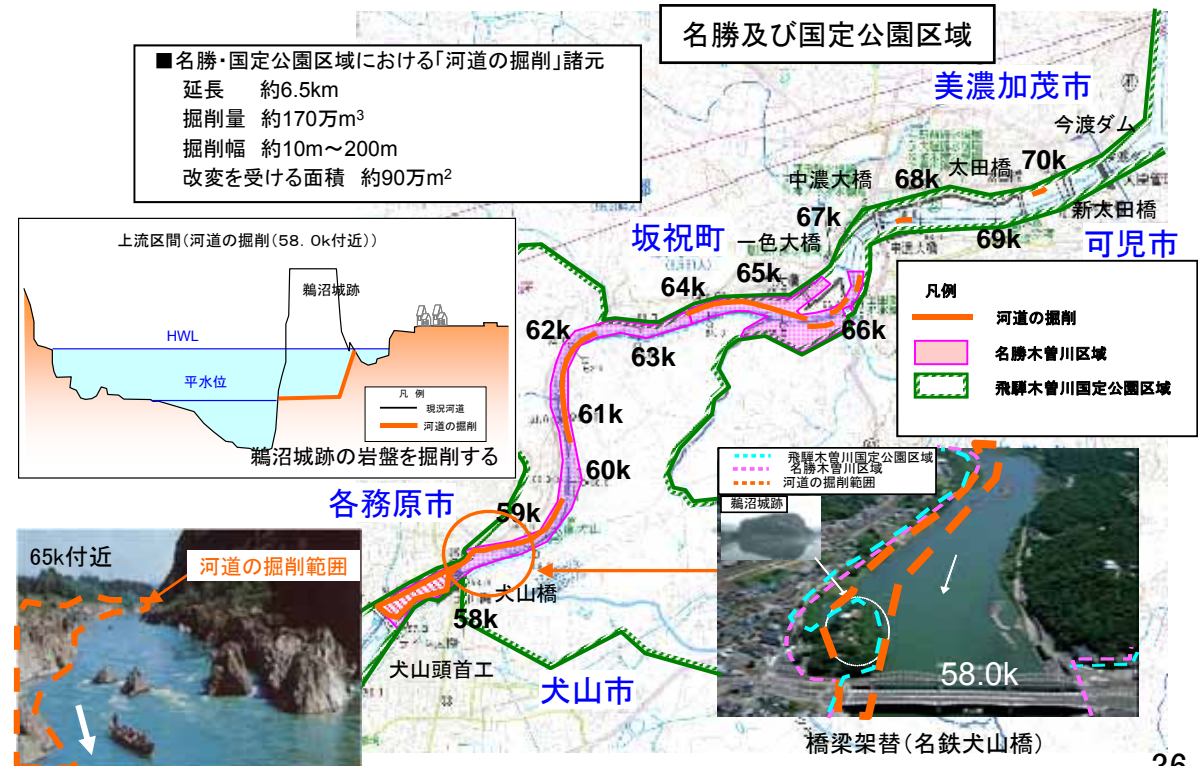 名勝及び国定公園区域
■名勝・国定公園区域における「河道の掘削」諸元
延長　約6.5km
掘削量　約170万m³
掘削幅　約10m～200m
改変を受ける面積　約90万m²
美濃加茂市
今渡ダム
太田橋
70k
中濃大橋
68k
67k
新太田橋
69k
可児市
坂祝町
一色大橋
65k
64k
66k
62k
63k
61k
60k
各務原市
59k
犬山橋
58k
犬山頭首工
犬山市
上流区間(河道の掘削(58．0k付近))
鵜沼城跡
HWL
平水位
凡 例
現況河道
河道の掘削
鵜沼城跡の岩盤を掘削する
凡例
河道の掘削
名勝木曽川区域
飛騨木曽川国定公園区域
65k付近
河道の掘削範囲
飛騨木曽川国定公園区域
名勝木曽川区域
河道の掘削範囲
鵜沼城跡
58.0k
橋梁架替(名鉄犬山橋)
36